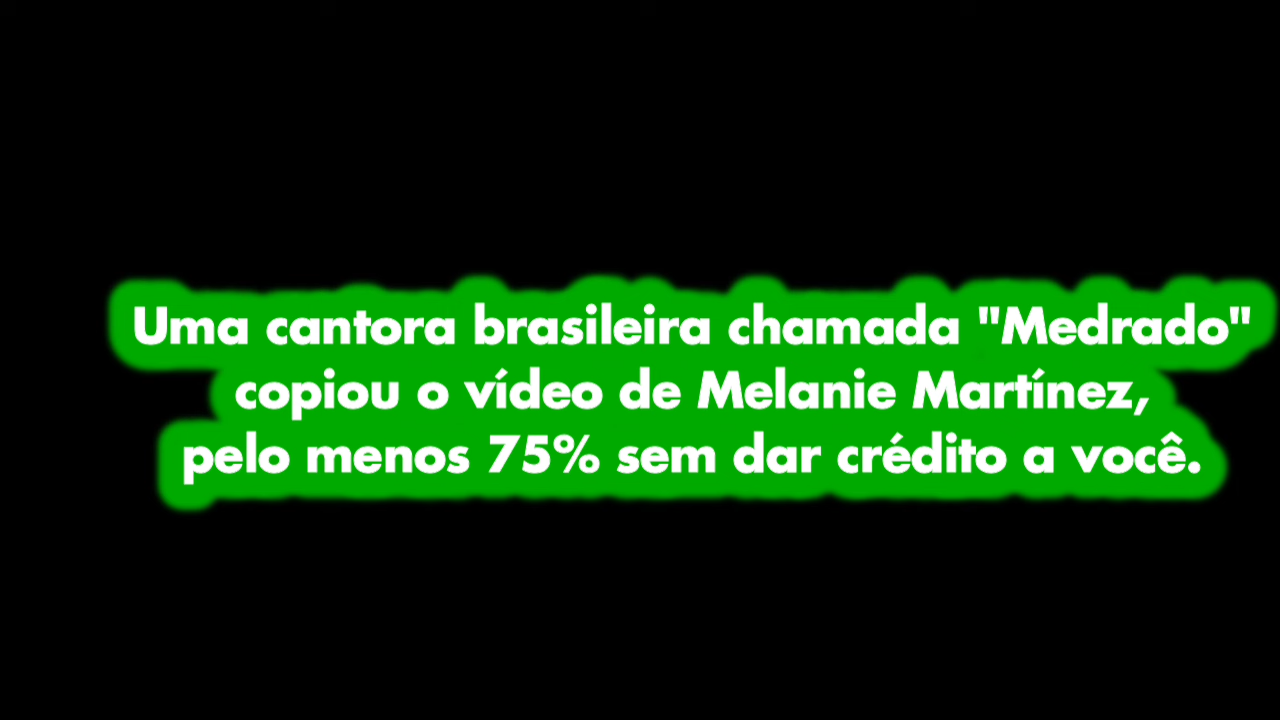 Uma cantora brasileira chamada "Medrado"
copiou o vídeo de Melanie Martínez,
pelo menos 75% sem dar crédito a você.